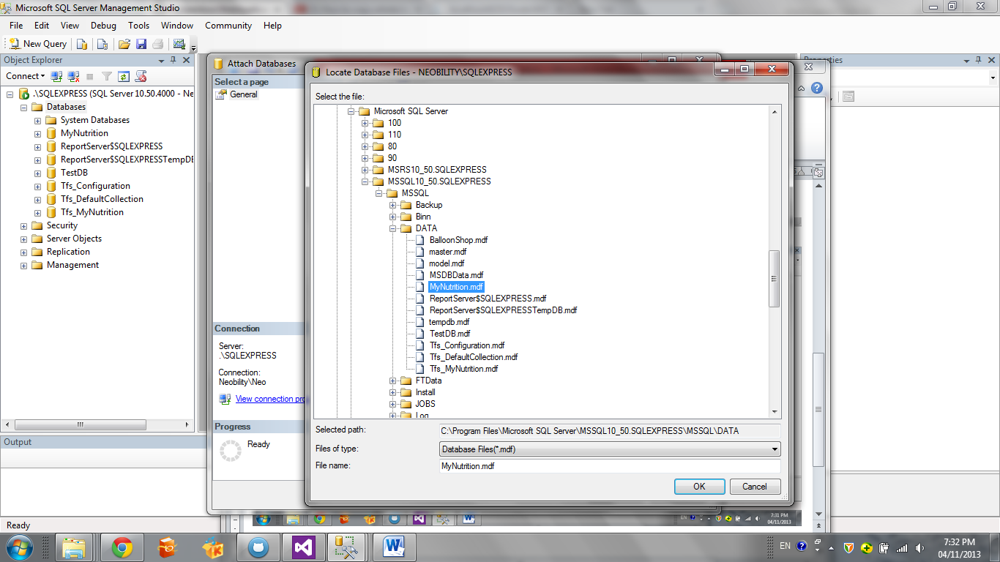 Microsoft SQL Server Management Studio
File Edit View Debug Tools Window Community Help
New Query
Object Explorer
Connect
.\SQLEXPRESS (SQL Server 10.50.4000 - Ne
Databases
System Databases
MyNutrition
ReportServer$SQLEXPRESS
ReportServer$SQLEXPRESSTempDB
TestDB
Tfs_Configuration
Tfs_DefaultCollection
Tfs_MyNutrition
Security
Server Objects
Replication
Management
Output
Ready
Attach Databases
Select a page
General
Connection
Server:
.\SQLEXPRESS
Connection:
Neobility\Neo
View connection pro
Progress
Ready
Locate Database Files - NEOBILITY\SQLEXPRESS
Select the file:
Microsoft SQL Server
100
110
80
90
MSRS10_50.SQLEXPRESS
MSSQL10_50.SQLEXPRESS
MSSQL
Backup
Binn
DATA
BalloonShop.mdf
master.mdf
model.mdf
MSDBData.mdf
MyNutrition.mdf
ReportServer$SQLEXPRESS.mdf
ReportServer$SQLEXPRESSTempDB.mdf
tempdb.mdf
TestDB.mdf
Tfs_Configuration.mdf
Tfs_DefaultCollection.mdf
Tfs_MyNutrition.mdf
FTData
Install
JOBS
Log
Selected path: C:\Program Files\Microsoft SQL Server\MSSQL10_50.SQLEXPRESS\MSSQL\DATA
Files of type: Database Files(*.mdf)
File name: MyNutrition.mdf
OK Cancel
Properties
EN
7:31 PM
04/11/2013
EN
7:32 PM
04/11/2013